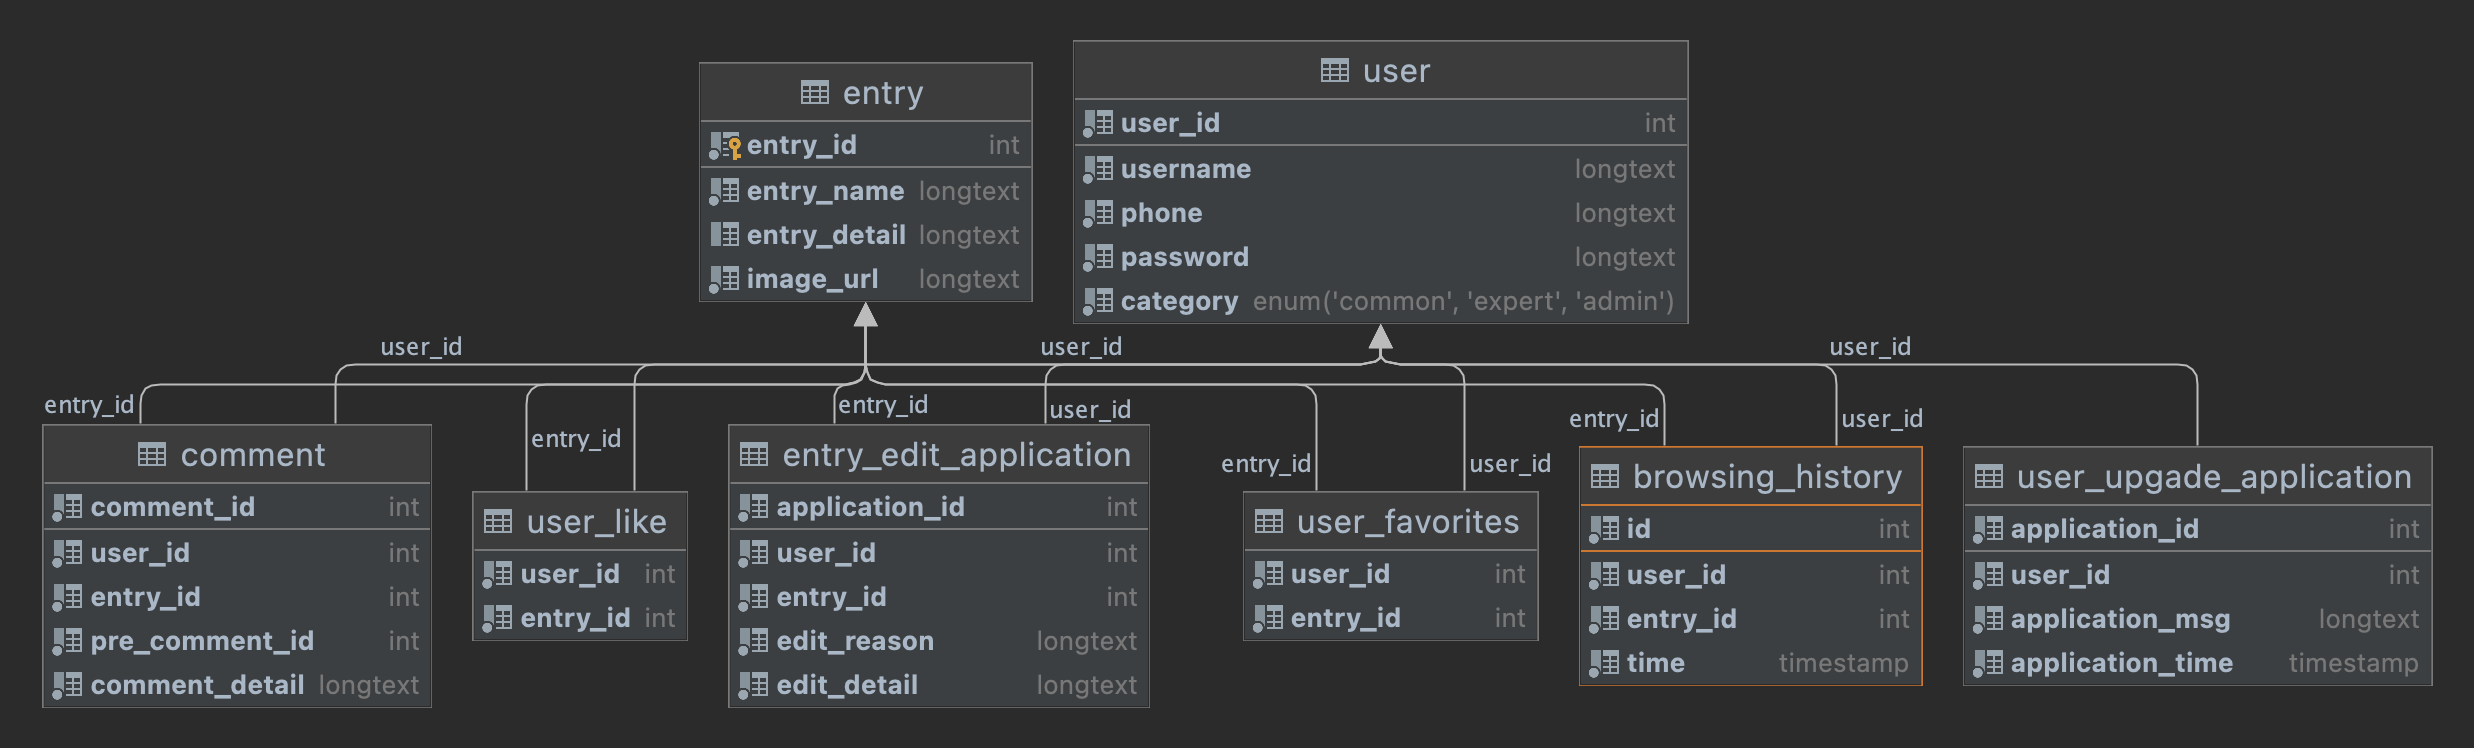 entry
entry_id int
entry_name longtext
entry_detail longtext
image_url longtext
user
user_id int
username longtext
phone longtext
password longtext
category enum('common', 'expert', 'admin')
user_id
user_id
user_id
entry_id
entry_id
user_id
entry_id
user_id
entry_id
entry_id
user_id
comment
comment_id int
user_id int
entry_id int
pre_comment_id int
comment_detail longtext
user_like
user_id int
entry_id int
entry_edit_application
application_id int
user_id int
entry_id int
edit_reason longtext
edit_detail longtext
user_favorites
user_id int
entry_id int
browsing_history
id int
user_id int
entry_id int
time timestamp
user_upgade_application
application_id int
user_id int
application_msg longtext
application_time timestamp